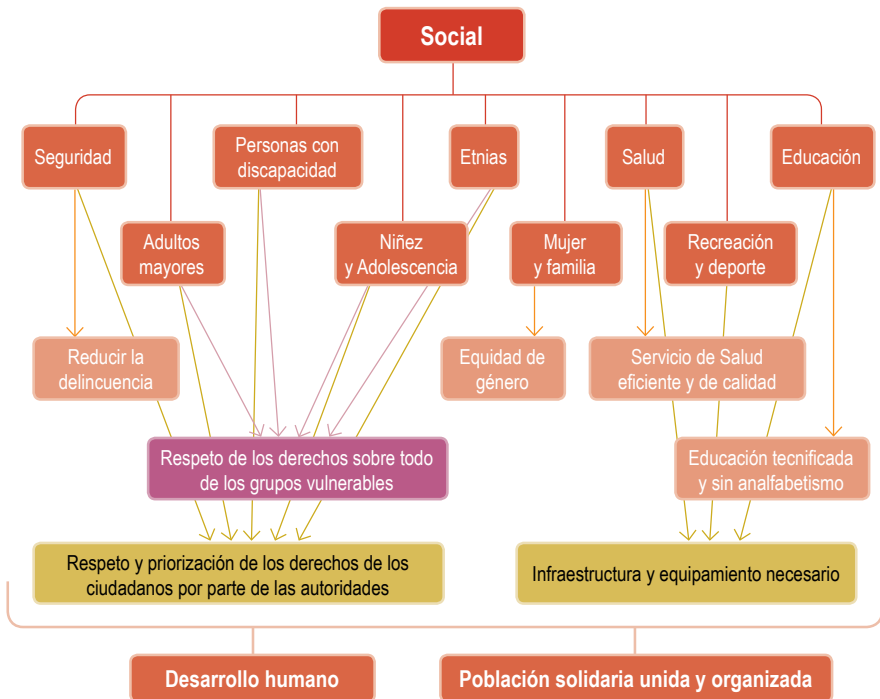 Social
Seguridad
Personas con
discapacidad
Etnias
Salud
Educación
Adultos
mayores
Niñez
y Adolescencia
Mujer
y familia
Recreación
y deporte
Reducir la
delincuencia
Equidad de
género
Servicio de Salud
eficiente y de calidad
Respeto de los derechos sobre todo
de los grupos vulnerables
Educación tecnificada
y sin analfabetismo
Respeto y priorización de los derechos de los
ciudadanos por parte de las autoridades
Infraestructura y equipamiento necesario
Desarrollo humano
Población solidaria unida y organizada